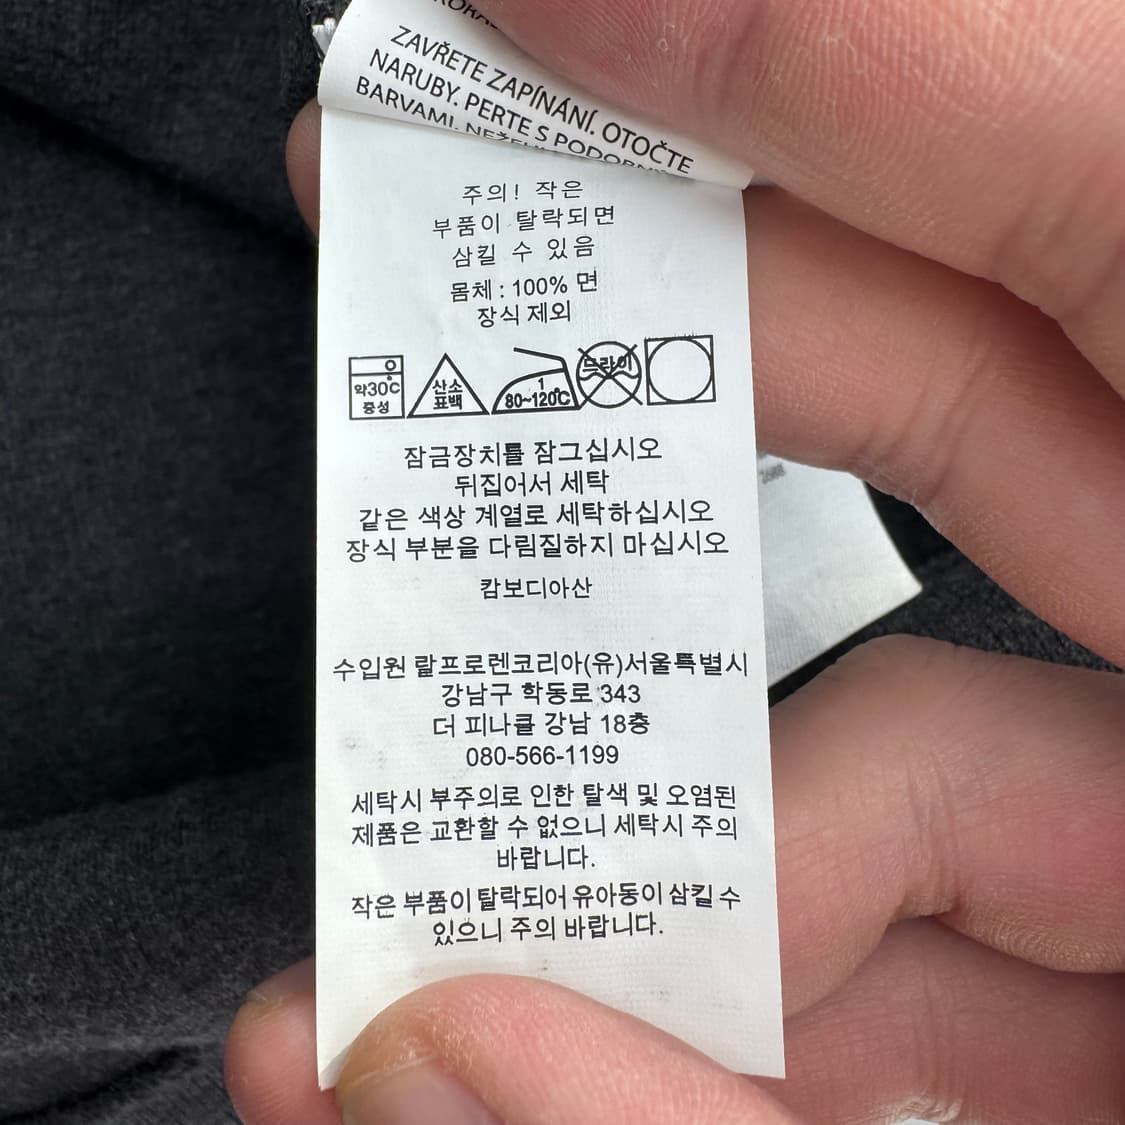 ZAVŘETE ZAPÍNÁNÍ. OTOČTE
NARUBY. PERTE S PODOBNÝMI
BARVAMI.
주의! 작은
부품이 탈락되면
삼킬 수 있음
몸체 : 100% 면
장식 제외
약30℃
중성
산소
표백
1
80~120℃
드라이
잠금장치를 잠그십시오
뒤집어서 세탁
같은 색상 계열로 세탁하십시오
장식 부분을 다림질하지 마십시오
캄보디아산
수입원 랄프로렌코리아(유)서울특별시
강남구 학동로 343
더 피나클 강남 18층
080-566-1199
세탁시 부주의로 인한 탈색 및 오염된
제품은 교환할 수 없으니 세탁시 주의
바랍니다.
작은 부품이 탈락되어 유아동이 삼킬 수
있으니 주의 바랍니다.